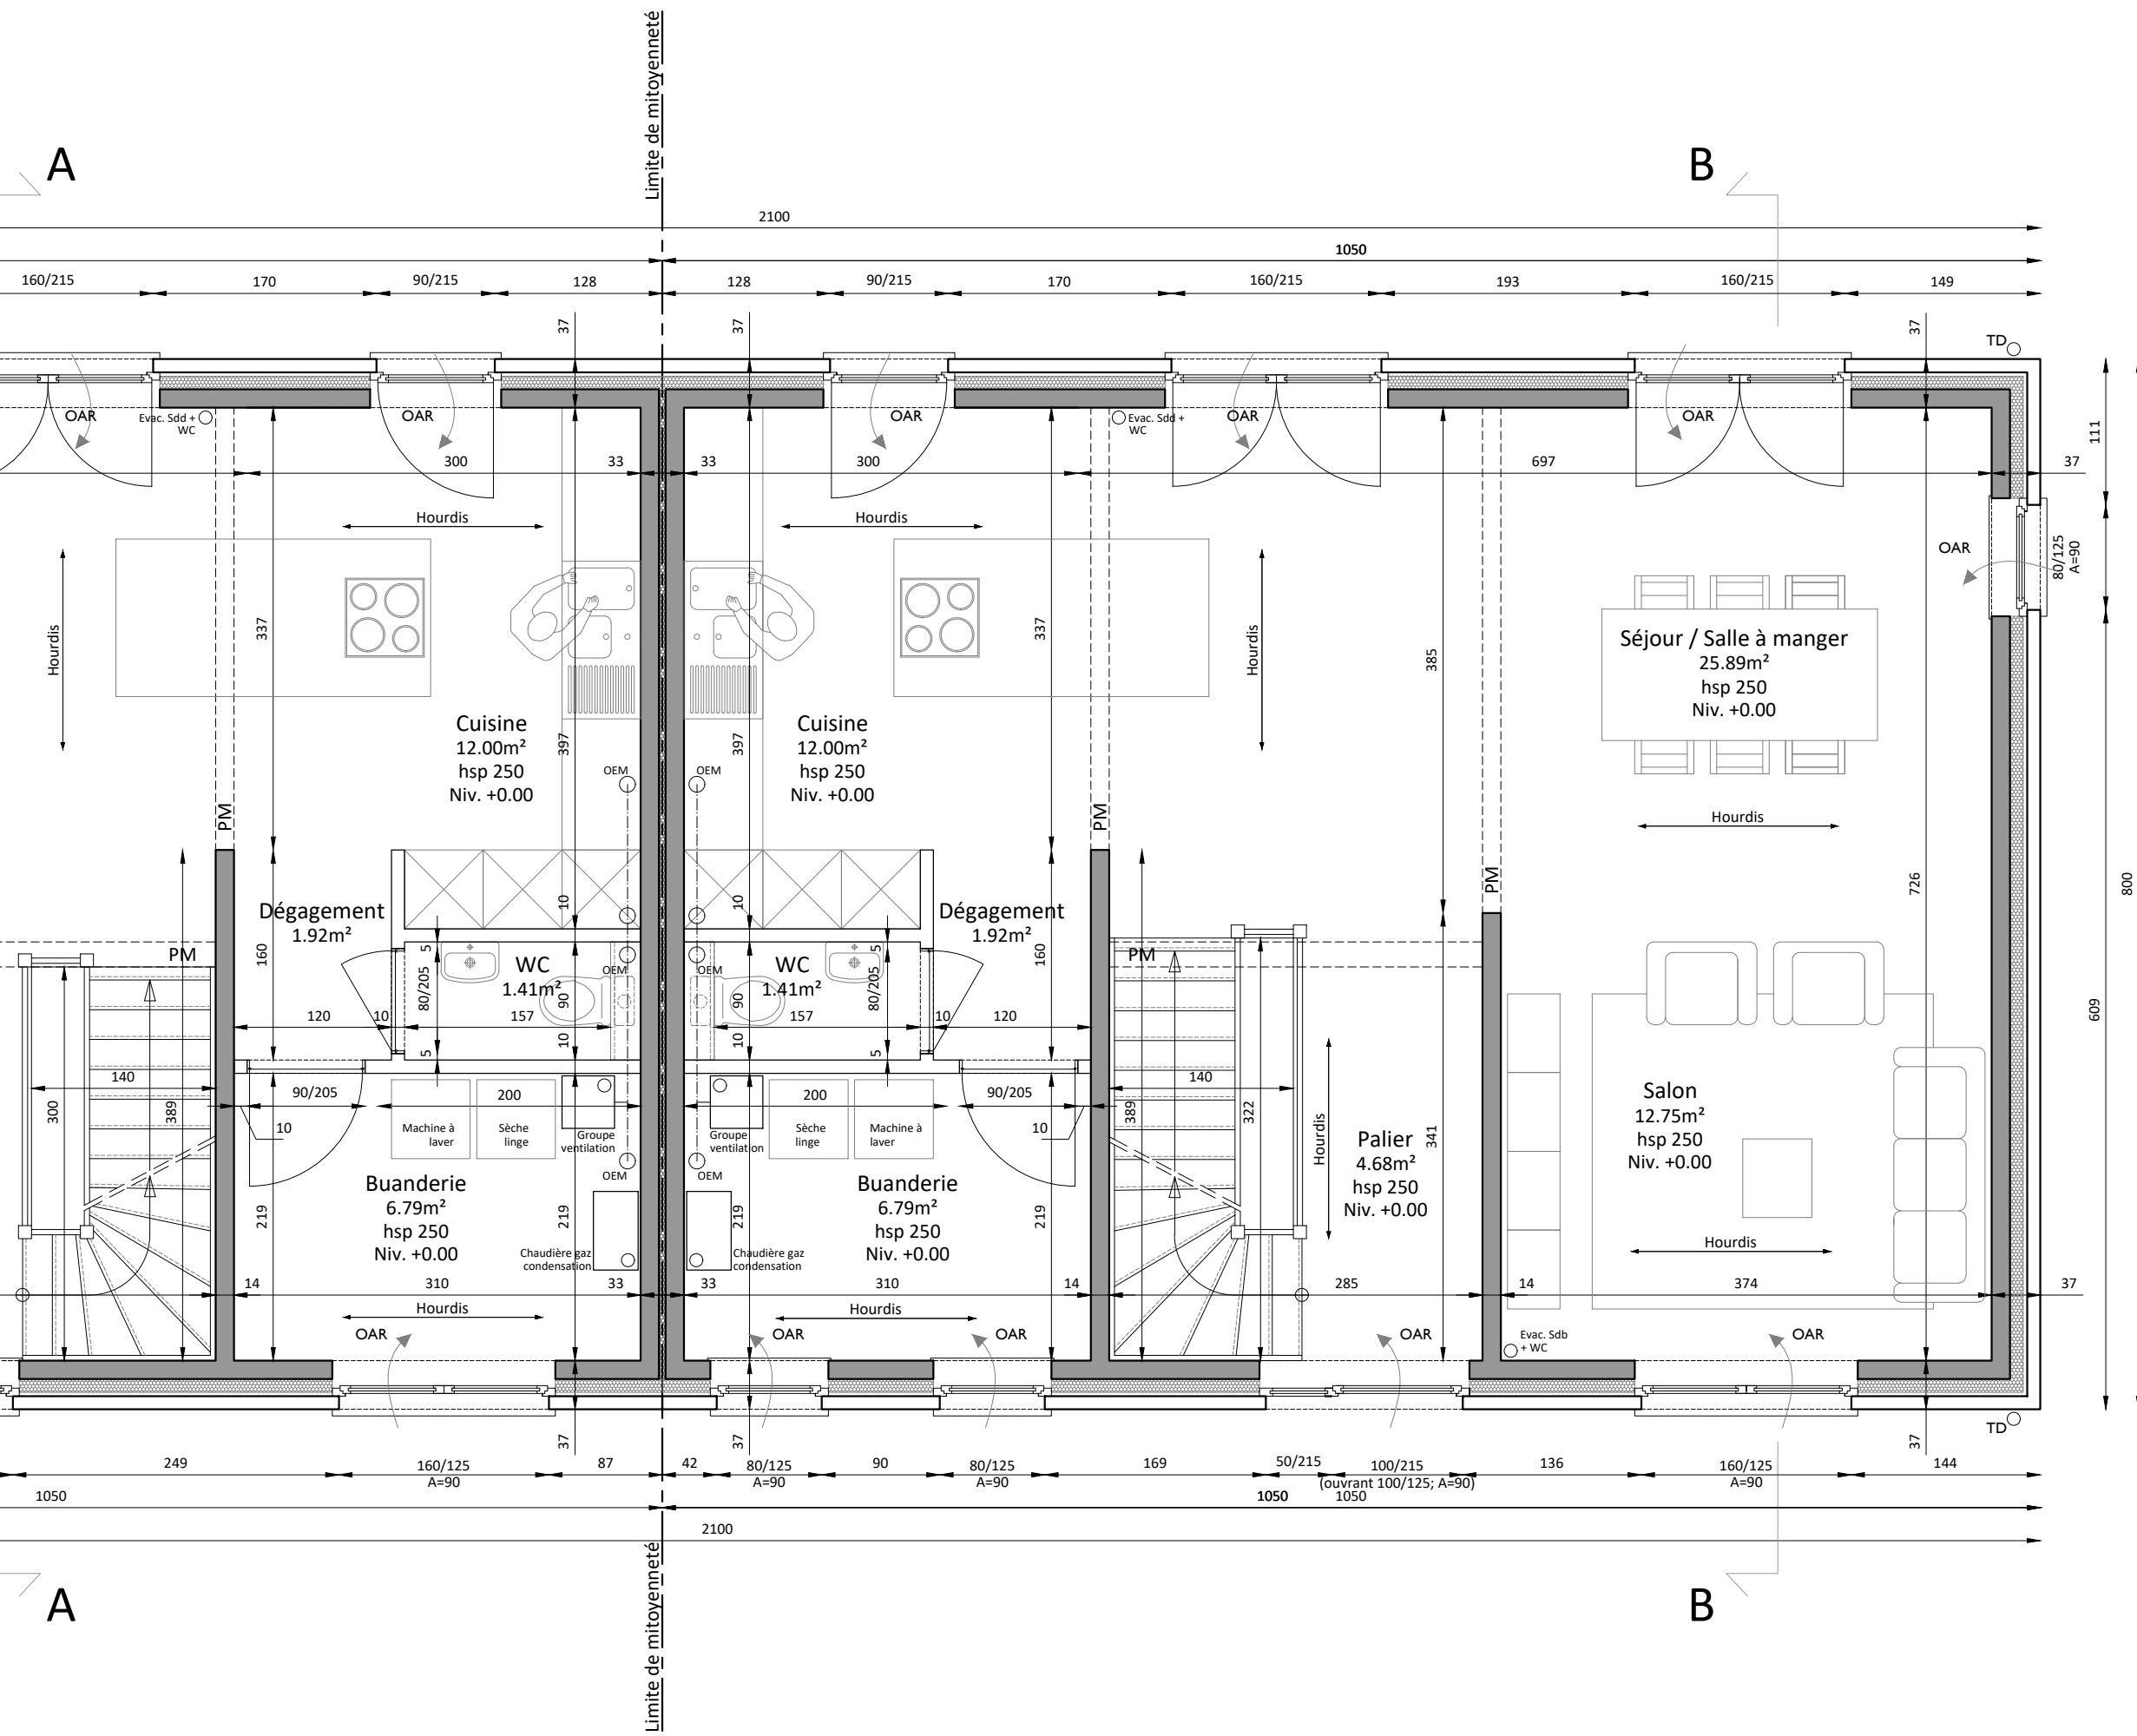 Limite de mitoyenneté
A
B
2100
1050
160/215
170
90/215
128
128
90/215
170
160/215
193
160/215
149
37
37
37
TD
OAR
Evac. Sdd +
WC
OAR
OAR
Evac. Sdd +
WC
OAR
OAR
111
300
33
33
300
697
37
Hourdis
Hourdis
OAR
80/125
A=90
Hourdis
337
337
Hourdis
385
Séjour / Salle à manger
25.89m²
hsp 250
Niv. +0.00
Cuisine
12.00m²
hsp 250
Niv. +0.00
397
397
Cuisine
12.00m²
hsp 250
Niv. +0.00
OEM
OEM
PM
PM
Hourdis
PM
726
800
10
10
Dégagement
1.92m²
Dégagement
1.92m²
160
160
PM
5
WC
1.41m²
OEM
OEM
WC
1.41m²
5
PM
80/205
90
90
80/205
120
10
157
157
10
120
609
5
10
10
5
140
300
389
90/205
200
200
90/205
140
389
322
10
10
Machine à
laver
Sèche
linge
Groupe
ventilation
Groupe
ventilation
Sèche
linge
Machine à
laver
Hourdis
Palier
4.68m²
hsp 250
Niv. +0.00
341
Salon
12.75m²
hsp 250
Niv. +0.00
OEM
OEM
Buanderie
6.79m²
hsp 250
Niv. +0.00
Buanderie
6.79m²
hsp 250
Niv. +0.00
219
219
219
219
Chaudière gaz
condensation
Chaudière gaz
condensation
Hourdis
14
310
33
33
310
14
285
14
374
37
Hourdis
Hourdis
OAR
OAR
OAR
OAR
Evac. Sdb
+ WC
OAR
TD
37
37
37
249
160/125
A=90
87
42
80/125
A=90
90
80/125
A=90
169
50/215
100/215
(ouvrant 100/125; A=90)
136
160/125
A=90
144
1050
1050
1050
2100
Limite de mitoyenneté
A
B